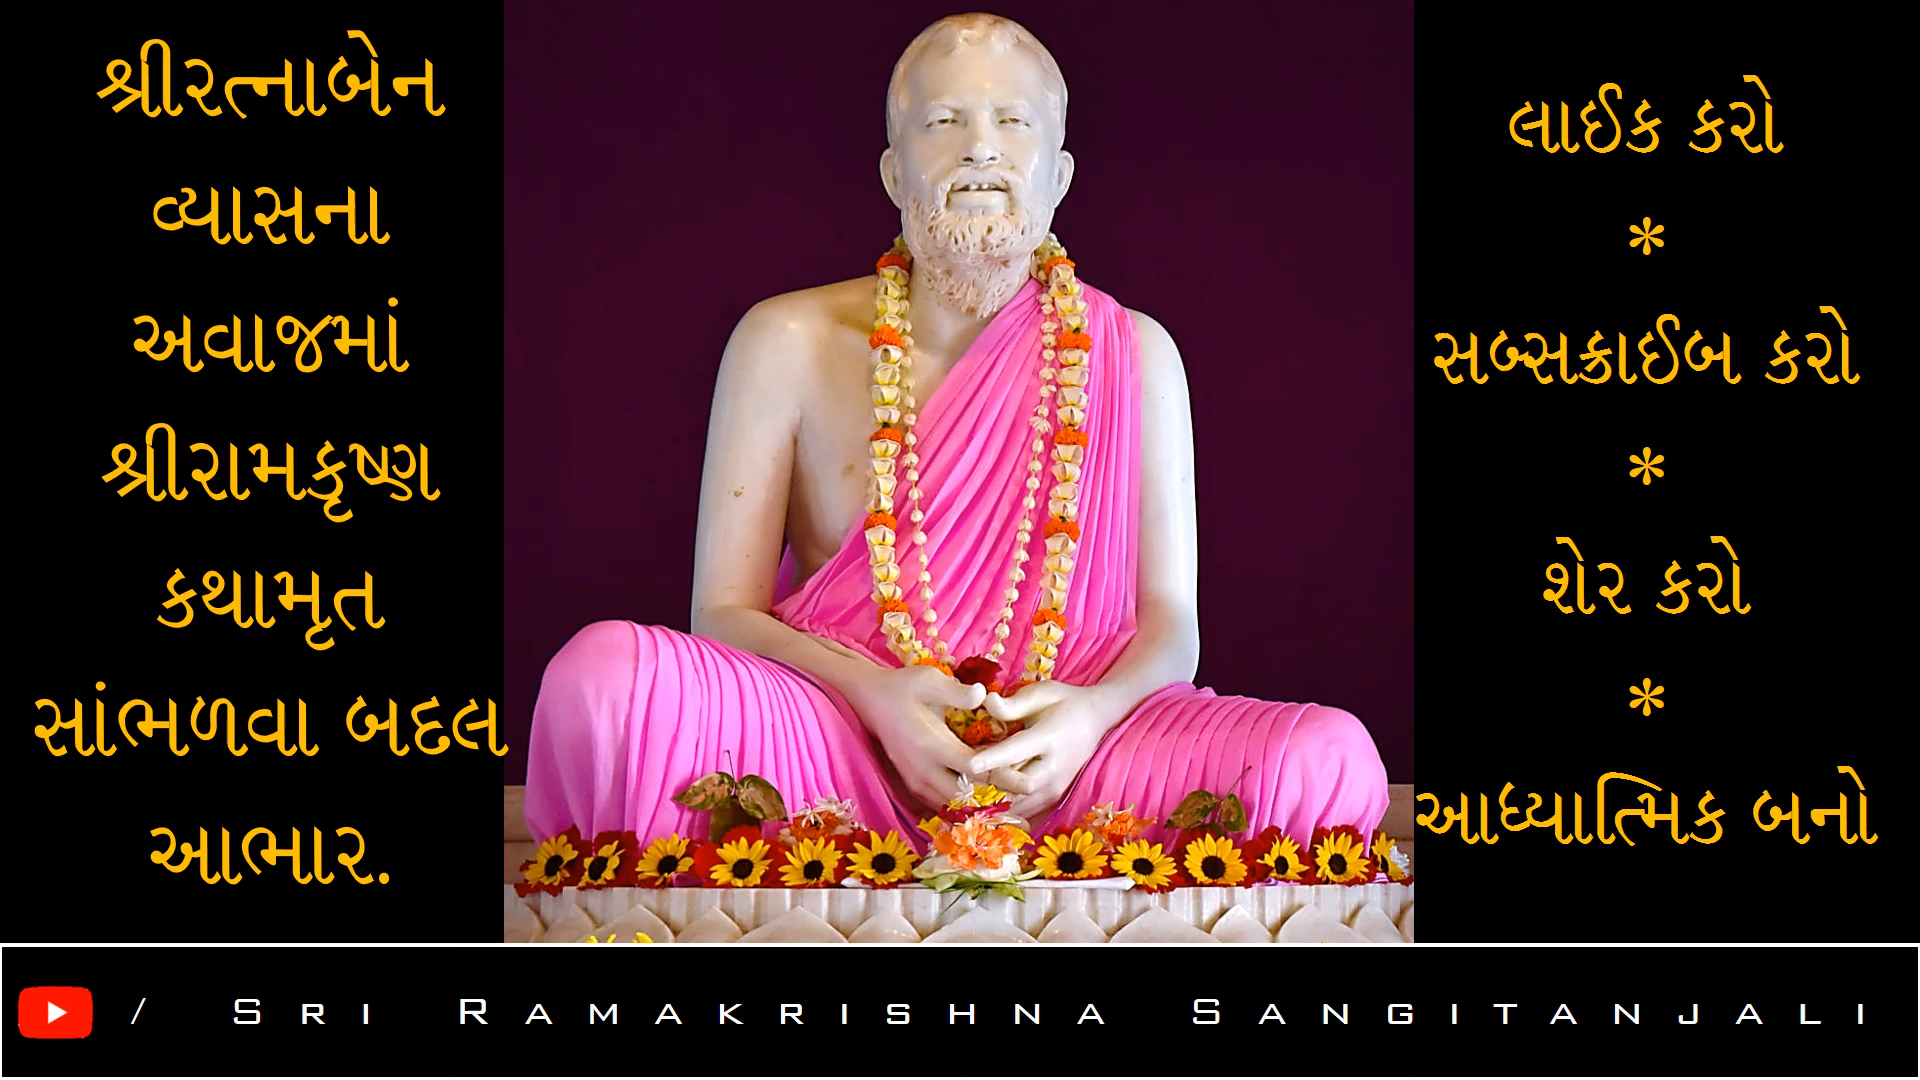 શ્રીરત્નાબેન
વ્યાસના
અવાજમાં
શ્રીરામકૃષ્ણ
કથામૃત
સાંભળવા બદલ
આભાર.
લાઈક કરો
*
સબ્સક્રાઈબ કરો
*
શેર કરો
*
આધ્યાત્મિક બનો
/ SRI RAMAKRISHNA SANGITANJALI